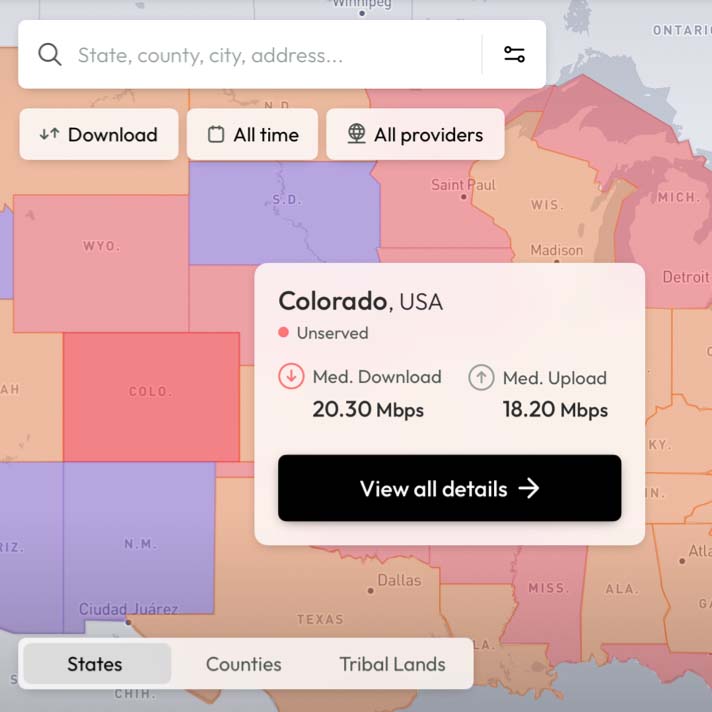 Winnipeg
ONTARIO
State, county, city, address...
N.D.
Download
All time
All providers
Saint Paul
S.D.
WIS.
MICH.
WYO.
Madison
Detroit
Colorado, USA
Unserved
Med. Download
Med. Upload
20.30 Mbps
18.20 Mbps
COLO.
AH
KY.
View all details
N.M.
RIZ.
Dallas
MISS.
ALA.
Ciudad Juárez
TEXAS
LA.
States
Counties
Tribal Lands
CHIH.